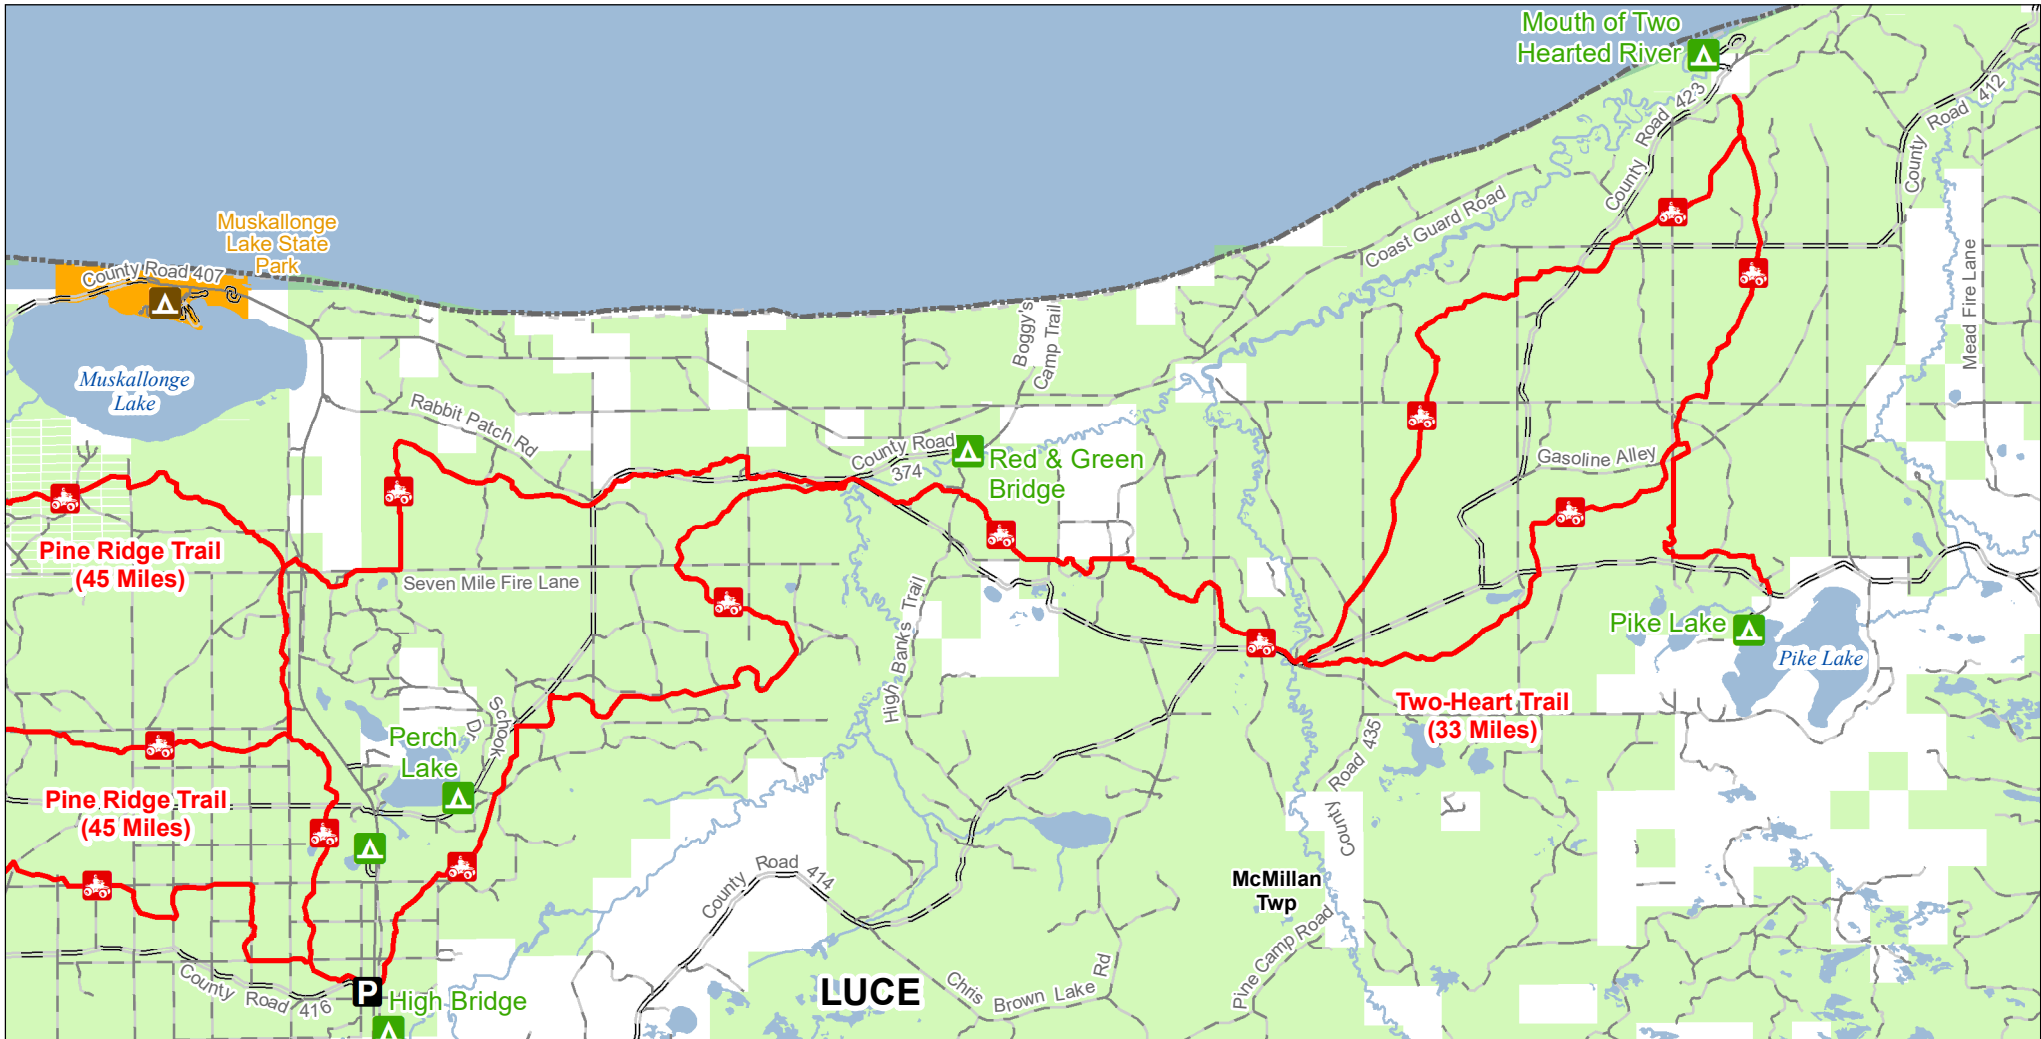 Mouth of Two
Hearted River
County Road 423
County Road 412
Coast Guard Road
Mead Fire Lane
Muskallonge
Lake State
Park
County Road 407
Muskallonge
Lake
Rabbit Patch Rd
Boggy's
Camp Trail
County Road
374
Red & Green
Bridge
Gasoline Alley
Pine Ridge Trail
(45 Miles)
Seven Mile Fire Lane
High Banks Trail
Pike Lake
Pike Lake
Schook
Dr
Perch
Lake
Two-Heart Trail
(33 Miles)
County Road 435
Pine Ridge Trail
(45 Miles)
County Road 414
McMillan
Twp
Pine Camp Road
County Road 416
P
High Bridge
LUCE
Chris Brown Lake Rd